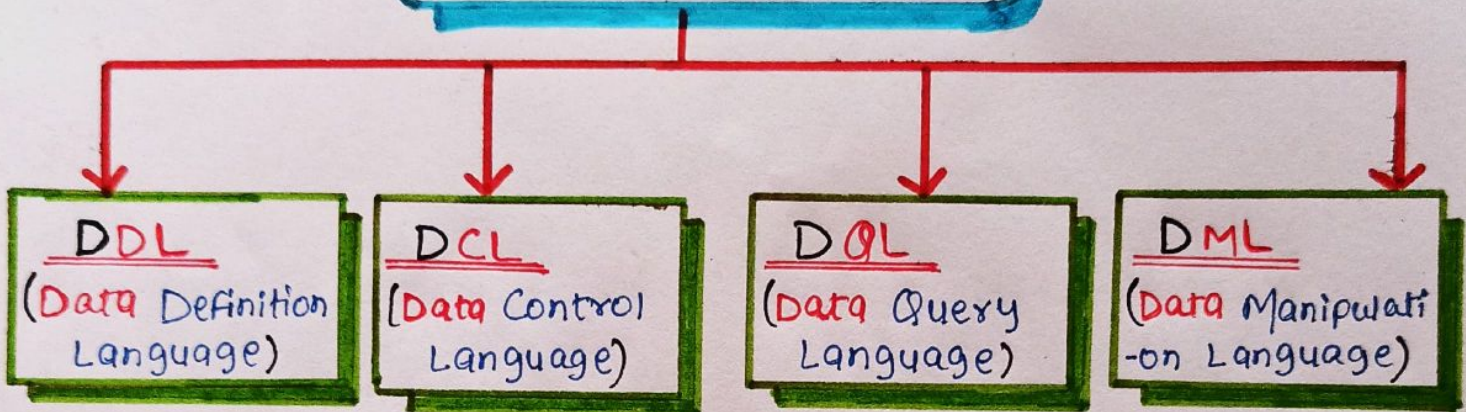 DDL
(Data Definition
Language)
DCL
(Data Control
Language)
DQL
(Data Query
Language)
DML
(Data Manipulati
-on Language)